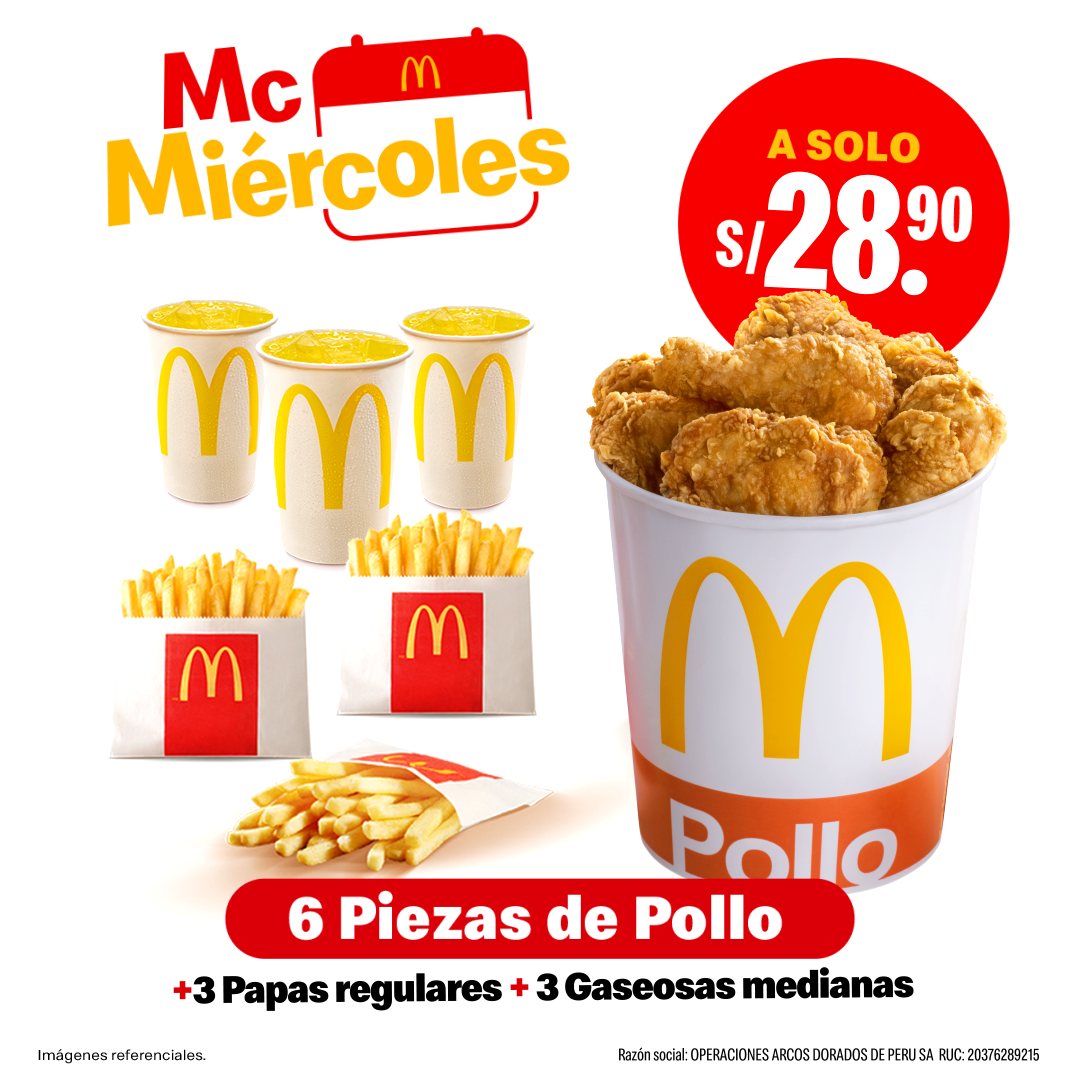 Mc
Miércoles
A SOLO
S/28.90
Pollo
6 Piezas de Pollo
+3 Papas regulares + 3 Gaseosas medianas
Imágenes referenciales.
Razón social: OPERACIONES ARCOS DORADOS DE PERU SA RUC: 20376289215